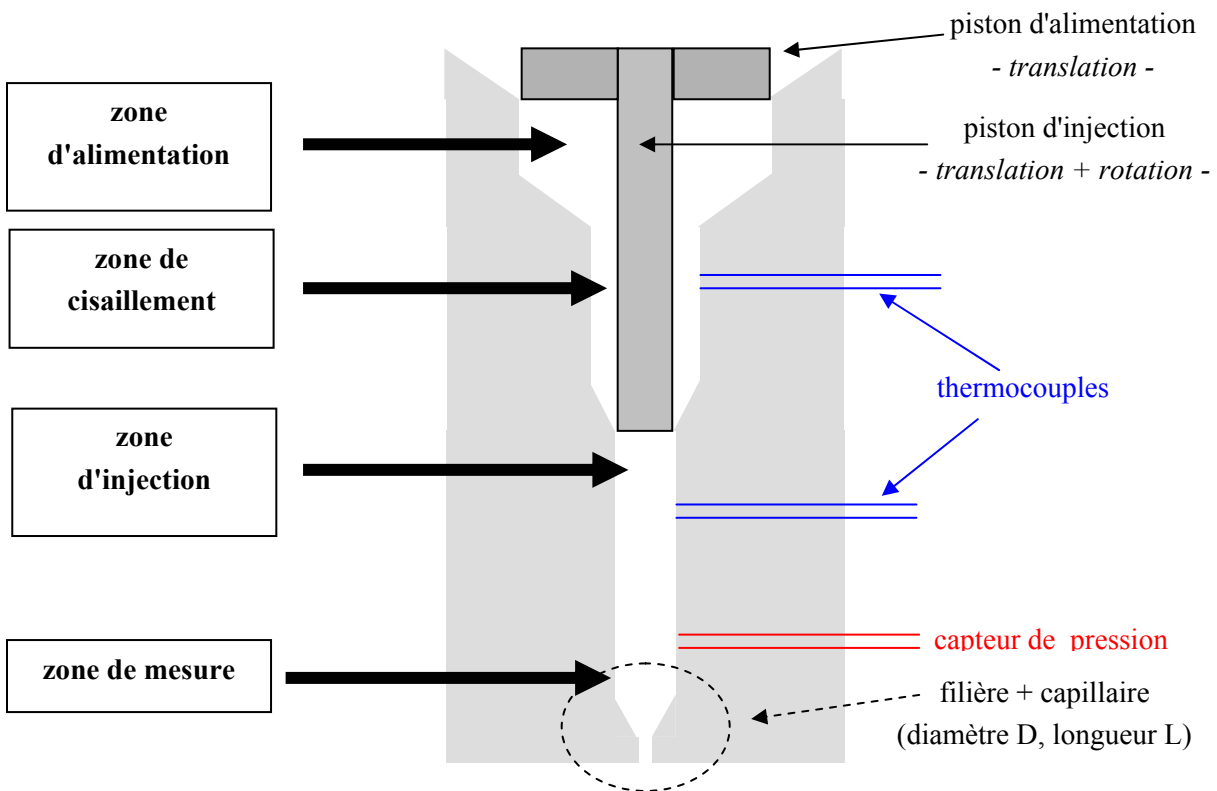 piston d'alimentation
- translation -
zone
d'alimentation
piston d'injection
- translation + rotation -
zone de
cisaillement
thermocouples
zone
d'injection
capteur de pression
zone de mesure
filière + capillaire
(diamètre D, longueur L)